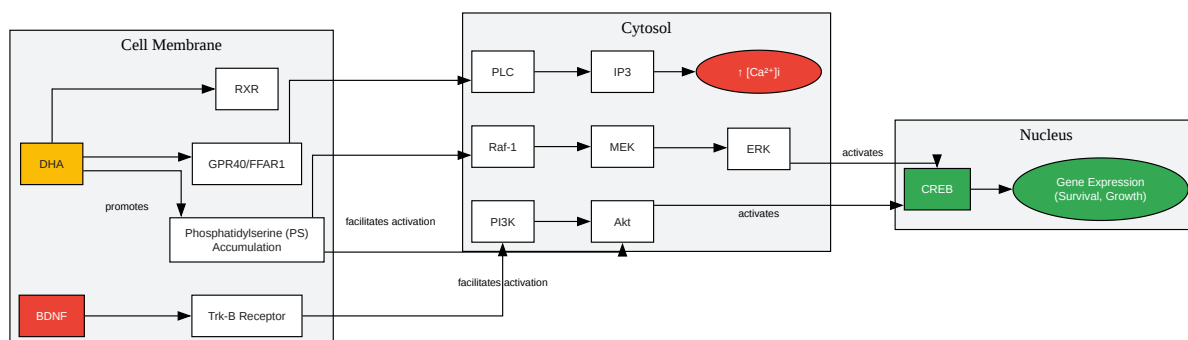 Cell Membrane
RXR
DHA
GPR40/FFAR1
promotes
Phosphatidylserine (PS)
Accumulation
BDNF
Trk-B Receptor
facilitates activation
facilitates activation
Cytosol
PLC
IP3
↑ [Ca²⁺]i
Raf-1
MEK
ERK
PI3K
Akt
activates
activates
Nucleus
CREB
Gene Expression
(Survival, Growth)